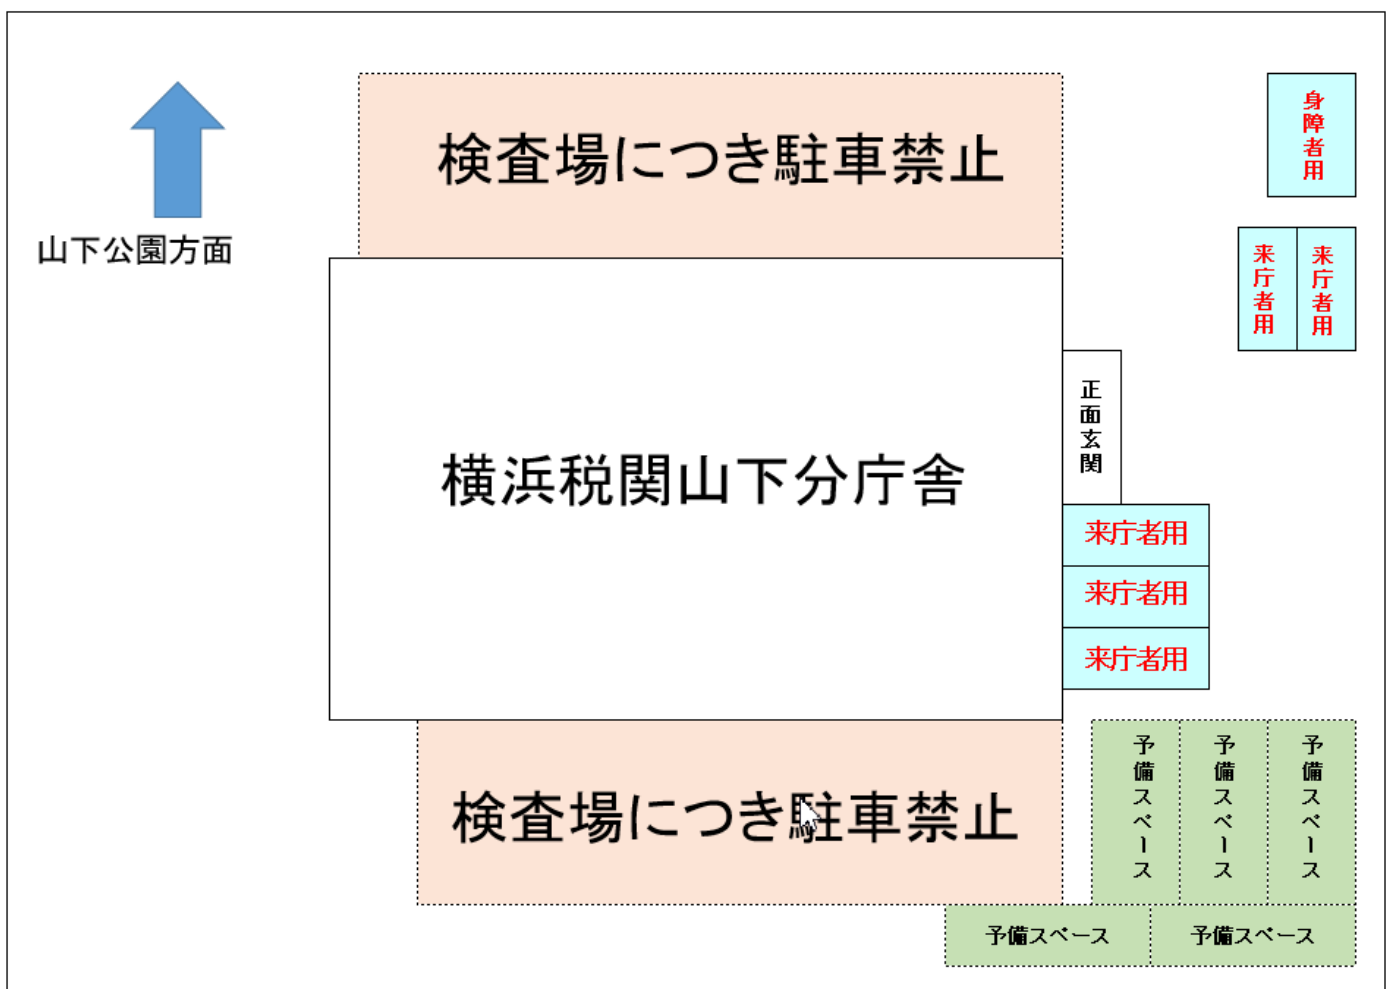 検査場につき駐車禁止
身障者用
山下公園方面
来庁者用
来庁者用
正面玄関
横浜税関山下分庁舎
来庁者用
来庁者用
来庁者用
検査場につき駐車禁止
予備スペース
予備スペース
予備スペース
予備スペース
予備スペース